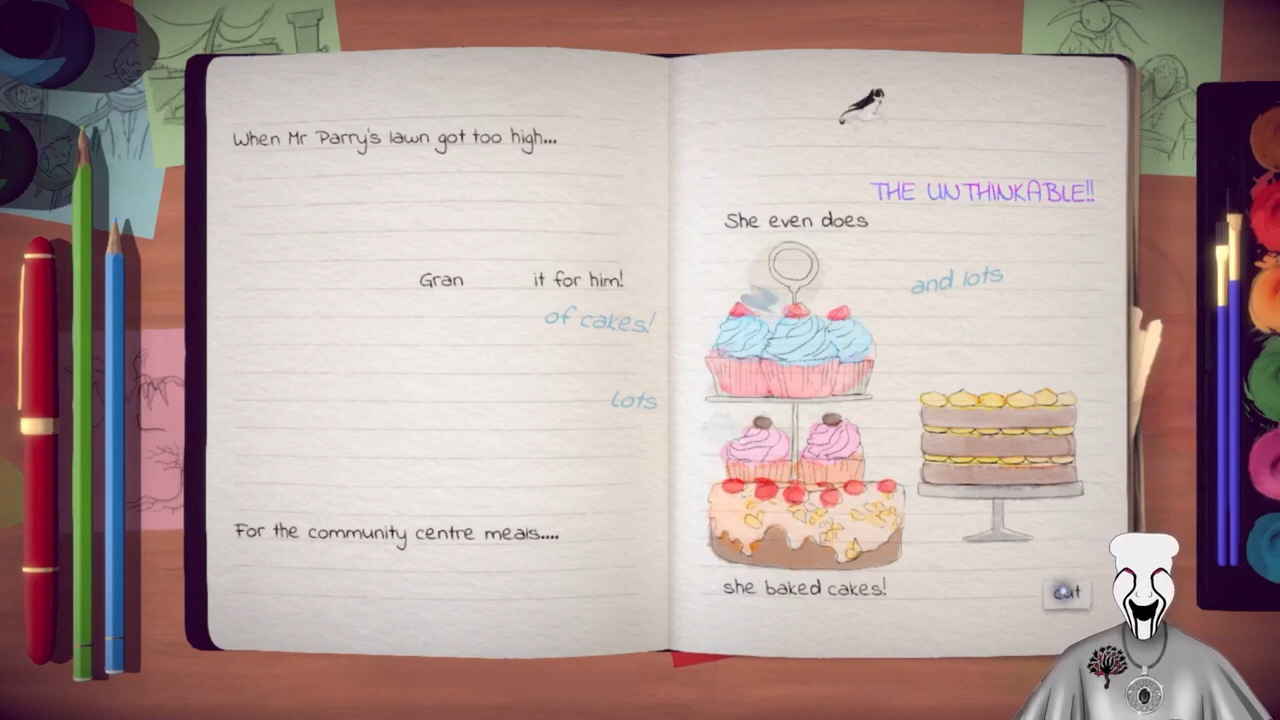 When Mr Parry's lawn got too high...
Gran it for him!
of cakes!
lots
For the community centre meals....
THE UNTHINKABLE!!
She even does
and lots
she baked cakes!
cut